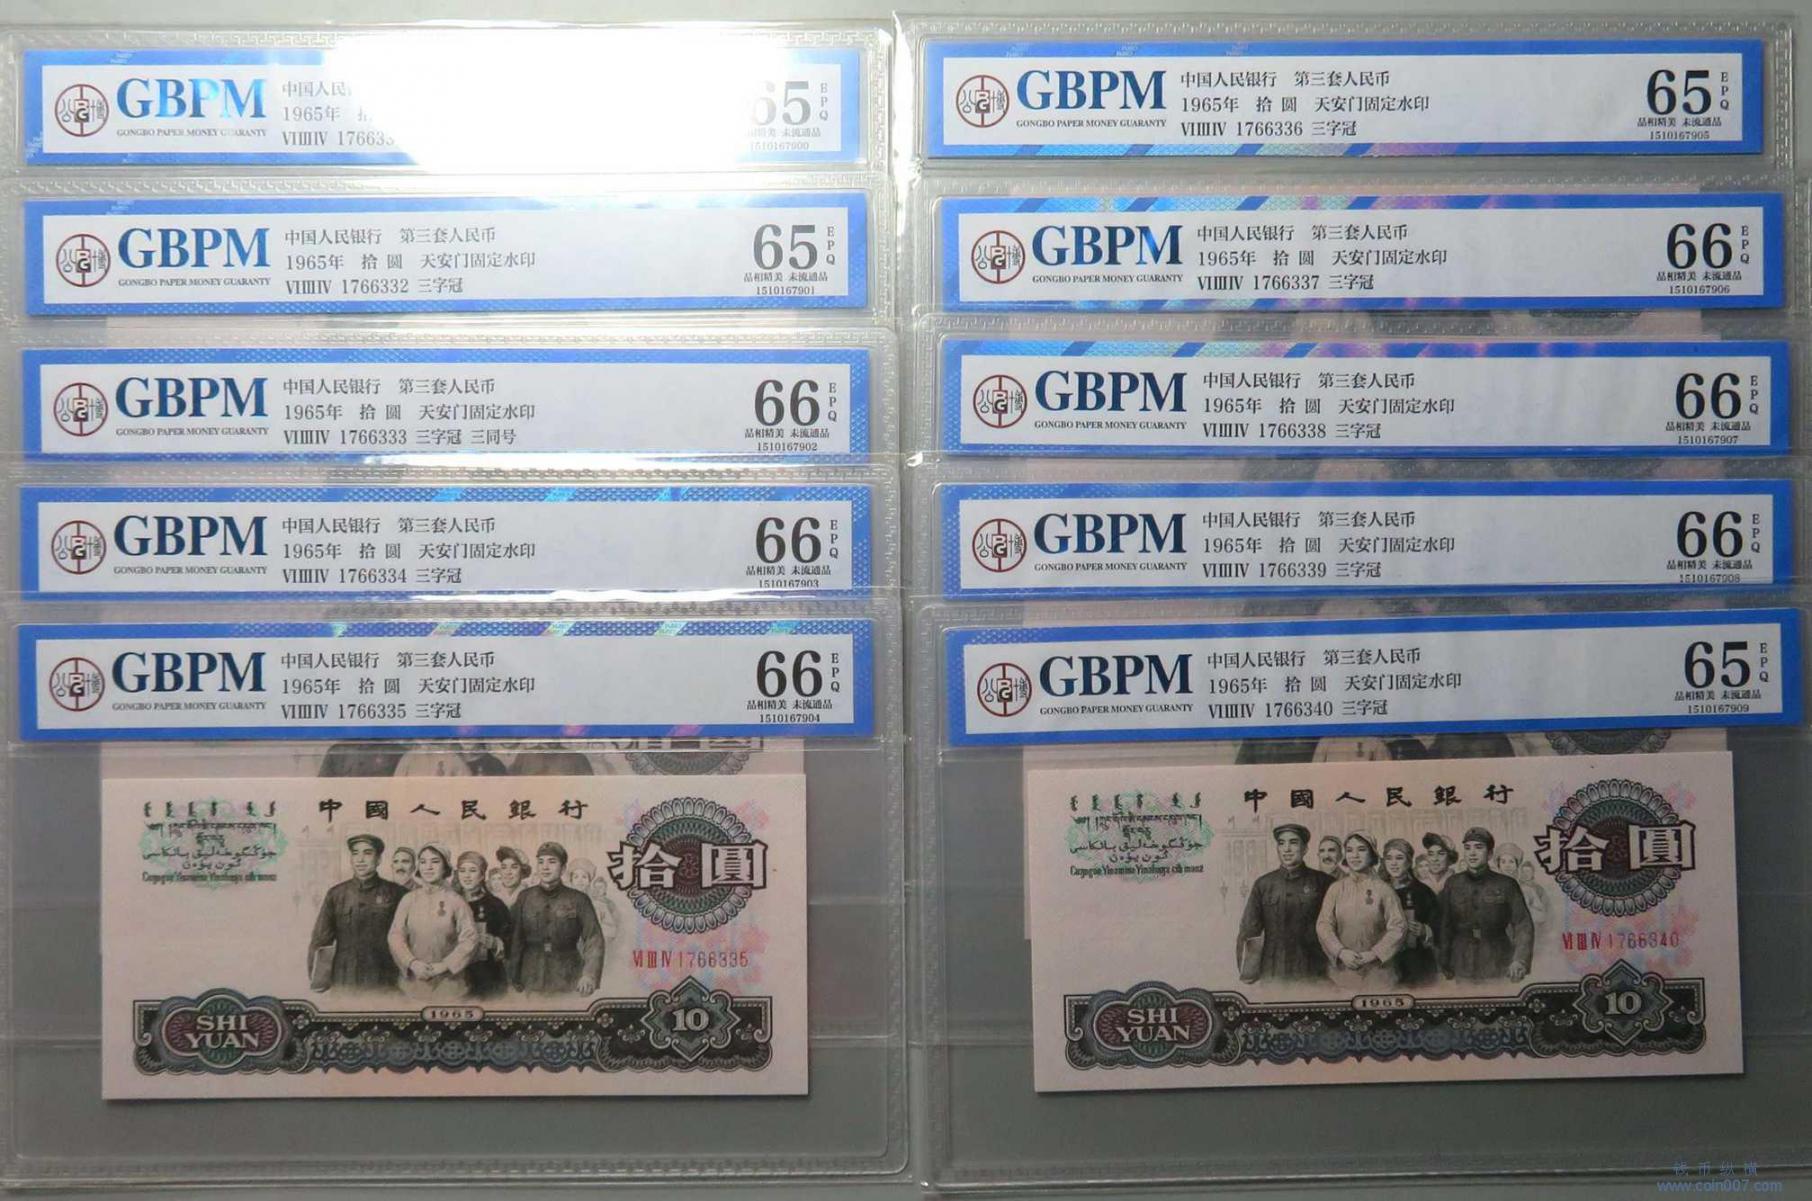 GBPM
GONGBO PAPER MONEY GUARANTY
中国人民
1965年
VIIIIIV 176633
65
EPQ
品相精美 未流通品
1510167900
GBPM
GONGBO PAPER MONEY GUARANTY
中国人民银行 第三套人民币
1965年 拾 圆 天安门固定水印
VIIIIIV 1766332 三字冠
65
EPQ
品相精美 未流通品
1510167901
GBPM
GONGBO PAPER MONEY GUARANTY
中国人民银行 第三套人民币
1965年 拾 圆 天安门固定水印
VIIIIIV 1766333 三字冠 三同号
66
EPQ
品相精美 未流通品
1510167902
GBPM
GONGBO PAPER MONEY GUARANTY
中国人民银行 第三套人民币
1965年 拾 圆 天安门固定水印
VIIIIIV 1766334 三字冠
66
EPQ
品相精美 未流通品
1510167903
GBPM
GONGBO PAPER MONEY GUARANTY
中国人民银行 第三套人民币
1965年 拾 圆 天安门固定水印
VIIIIIV 1766335 三字冠
66
EPQ
品相精美 未流通品
1510167904
中國人民銀行
拾圓
VI III IV 1766335
1965
SHI
YUAN
10
GBPM
GONGBO PAPER MONEY GUARANTY
中国人民银行 第三套人民币
1965年 拾 圆 天安门固定水印
VIIIIIV 1766336 三字冠
65
EPQ
品相精美 未流通品
1510167905
GBPM
GONGBO PAPER MONEY GUARANTY
中国人民银行 第三套人民币
1965年 拾 圆 天安门固定水印
VIIIIIV 1766337 三字冠
66
EPQ
品相精美 未流通品
1510167906
GBPM
GONGBO PAPER MONEY GUARANTY
中国人民银行 第三套人民币
1965年 拾 圆 天安门固定水印
VIIIIIV 1766338 三字冠
66
EPQ
品相精美 未流通品
1510167907
GBPM
GONGBO PAPER MONEY GUARANTY
中国人民银行 第三套人民币
1965年 拾 圆 天安门固定水印
VIIIIIV 1766339 三字冠
66
EPQ
品相精美 未流通品
1510167908
GBPM
GONGBO PAPER MONEY GUARANTY
中国人民银行 第三套人民币
1965年 拾 圆 天安门固定水印
VIIIIIV 1766340 三字冠
65
EPQ
品相精美 未流通品
1510167909
中國人民銀行
拾圓
VI III IV 1766340
1965
SHI
YUAN
10
钱币纵横
www.coin007.com